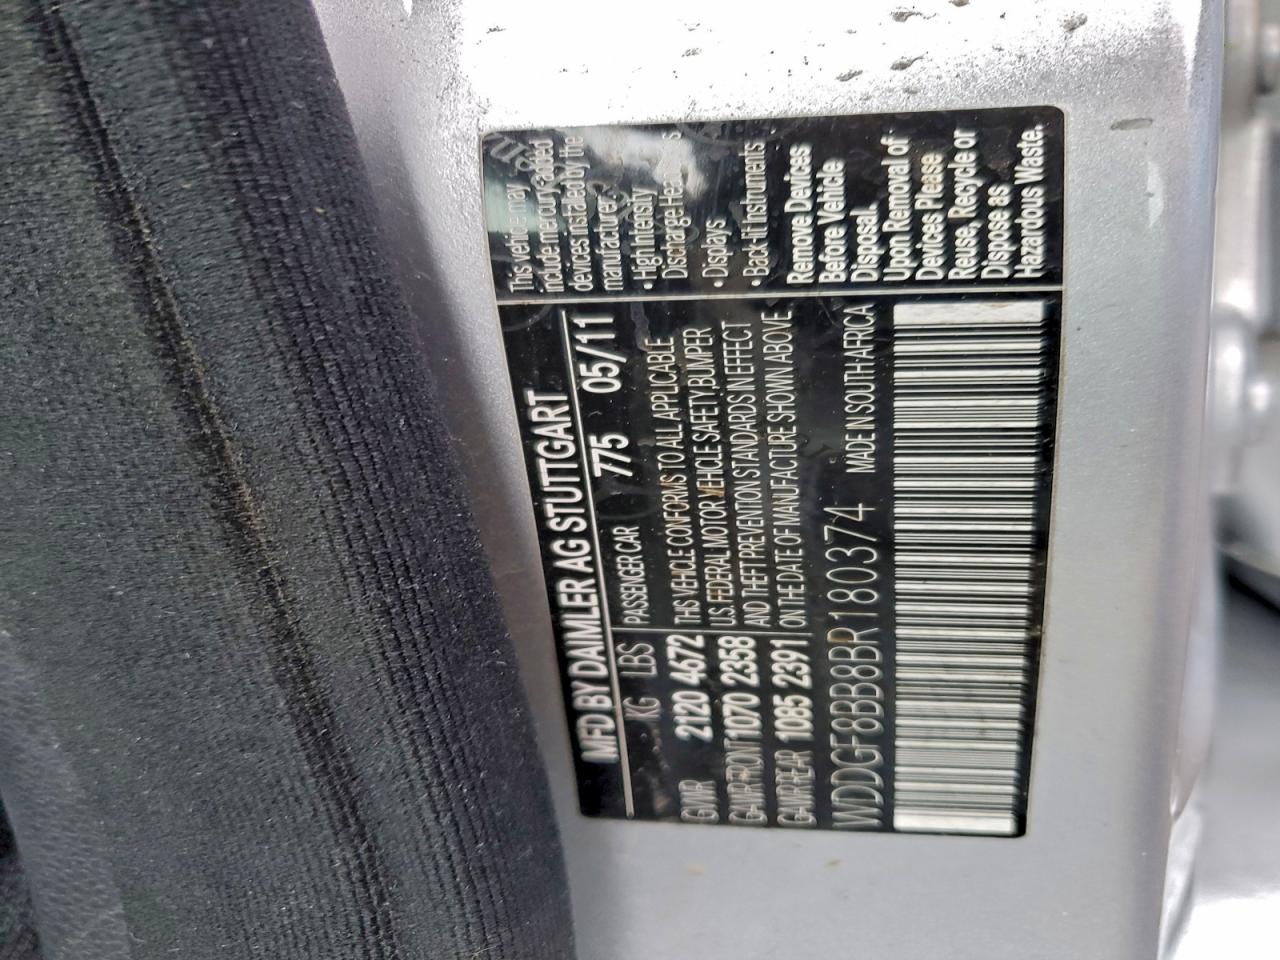 MFD BY DAIMLER AG STUTTGART
KG LBS PASSENGER CAR 775 05/11
GVWR 2120 4672
GAWR FRONT 1070 2358
GAWR REAR 1085 2391
THIS VEHICLE CONFORMS TO ALL APPLICABLE
U.S. FEDERAL MOTOR VEHICLE SAFETY, BUMPER
AND THEFT PREVENTION STANDARDS IN EFFECT
ON THE DATE OF MANUFACTURE SHOWN ABOVE
WDDGF8BB8BR180374 MADE IN SOUTH AFRICA
This vehicle may
include mercury added
devices installed by the
manufacturer:
• High Intensity
Discharge
• Displays
• Back-lit Instruments
Remove Devices
Before Vehicle
Disposal.
Upon Removal of
Devices Please
Reuse, Recycle or
Dispose as
Hazardous Waste.